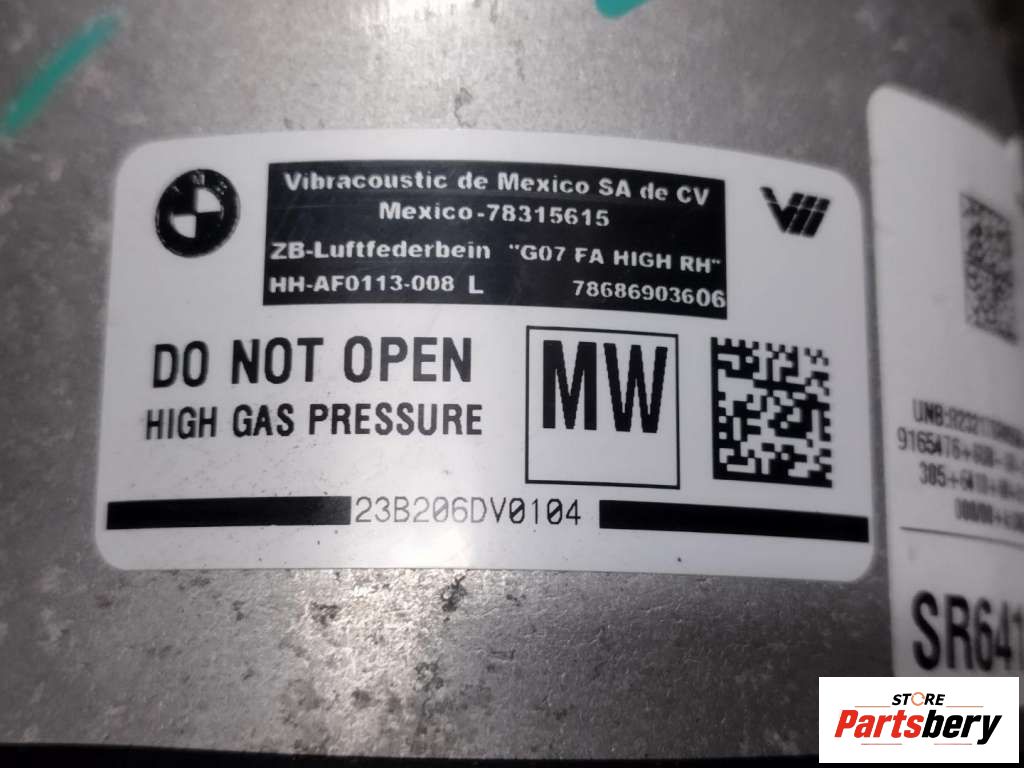 BMW
Vibracoustic de Mexico SA de CV
Mexico-78315615
ZB-Luftfederbein "G07 FA HIGH RH"
HH-AF0113-008 L 78686903606
DO NOT OPEN
HIGH GAS PRESSURE
MW
23B206DV0104
SR641
STORE
Partsbery